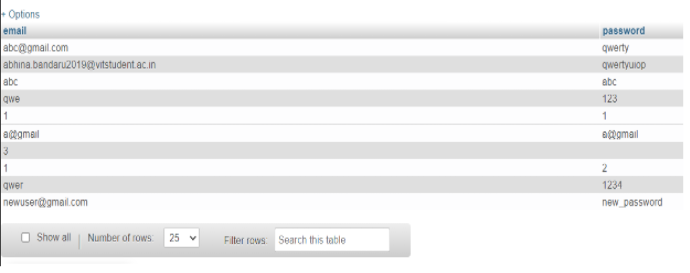 + Options
email password
abc@gmail.com qwerty
abhina.bandaru2019@vitstudent.ac.in qwertyuiop
abc abc
qwe 123
1 1
a@gmail a@gmail
3
1 2
qwer 1234
newuser@gmail.com new_password
Show all Number of rows: 25 Filter rows: Search this table